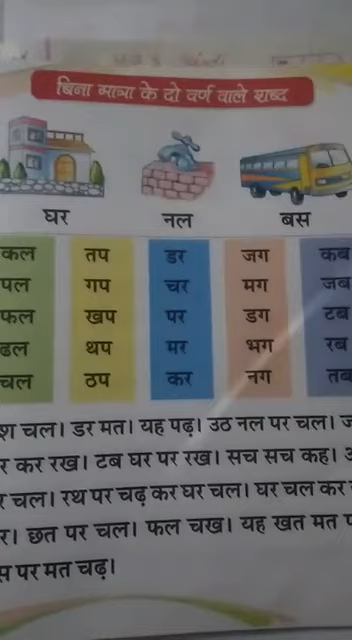 बिना मात्रा के दो वर्ण वाले शब्द
घर नल बस
कल तप डर जग कब
पल गप चर मग जब
फल खप पर डग टब
ढल थप मर भग रब
चल ठप कर नग तब
चल। डर मत। यह पढ़। उठ नल पर चल।
कर रख। टब घर पर रख। सच सच कह।
चल। रथ पर चढ़ कर घर चल। घर चल कर
छत पर चल। फल चख। यह खत मत
पर मत चढ़।